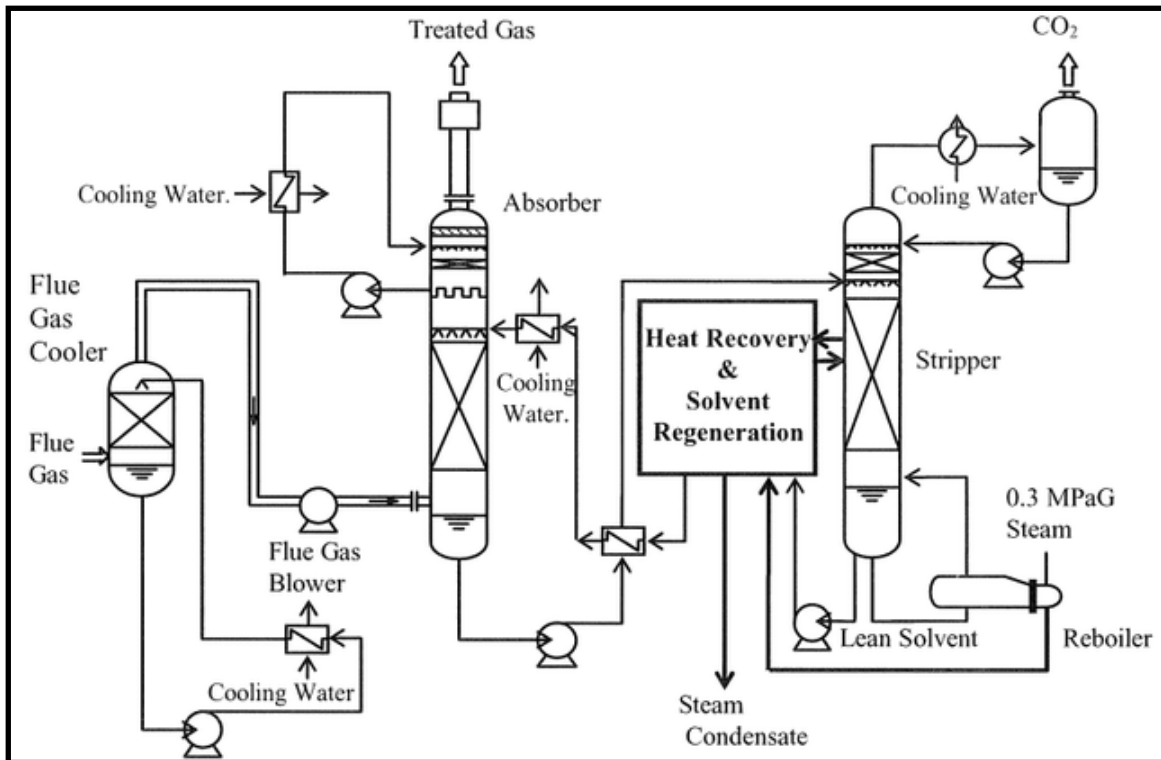 Treated Gas
CO₂
Cooling Water.
Absorber
Cooling Water
Flue
Gas
Cooler
Heat Recovery
&
Solvent
Regeneration
Stripper
Cooling
Water.
Flue
Gas
0.3 MPaG
Steam
Flue Gas
Blower
Lean Solvent
Reboiler
Cooling Water
Steam
Condensate